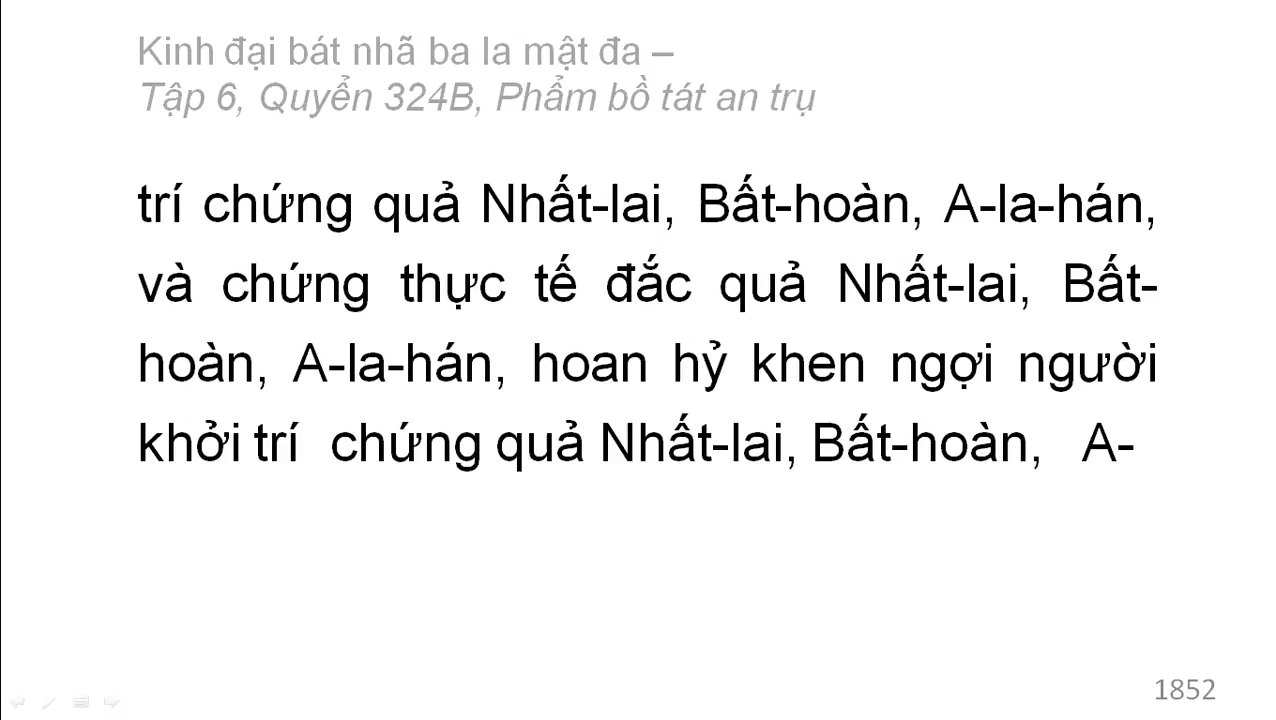 Kinh đại bát nhã ba la mật đa –
Tập 6, Quyển 324B, Phẩm bồ tát an trụ
trí chứng quả Nhất-lai, Bất-hoàn, A-la-hán,
và chứng thực tế đắc quả Nhất-lai, Bất-
hoàn, A-la-hán, hoan hỷ khen ngợi người
khởi trí chứng quả Nhất-lai, Bất-hoàn, A-
1852